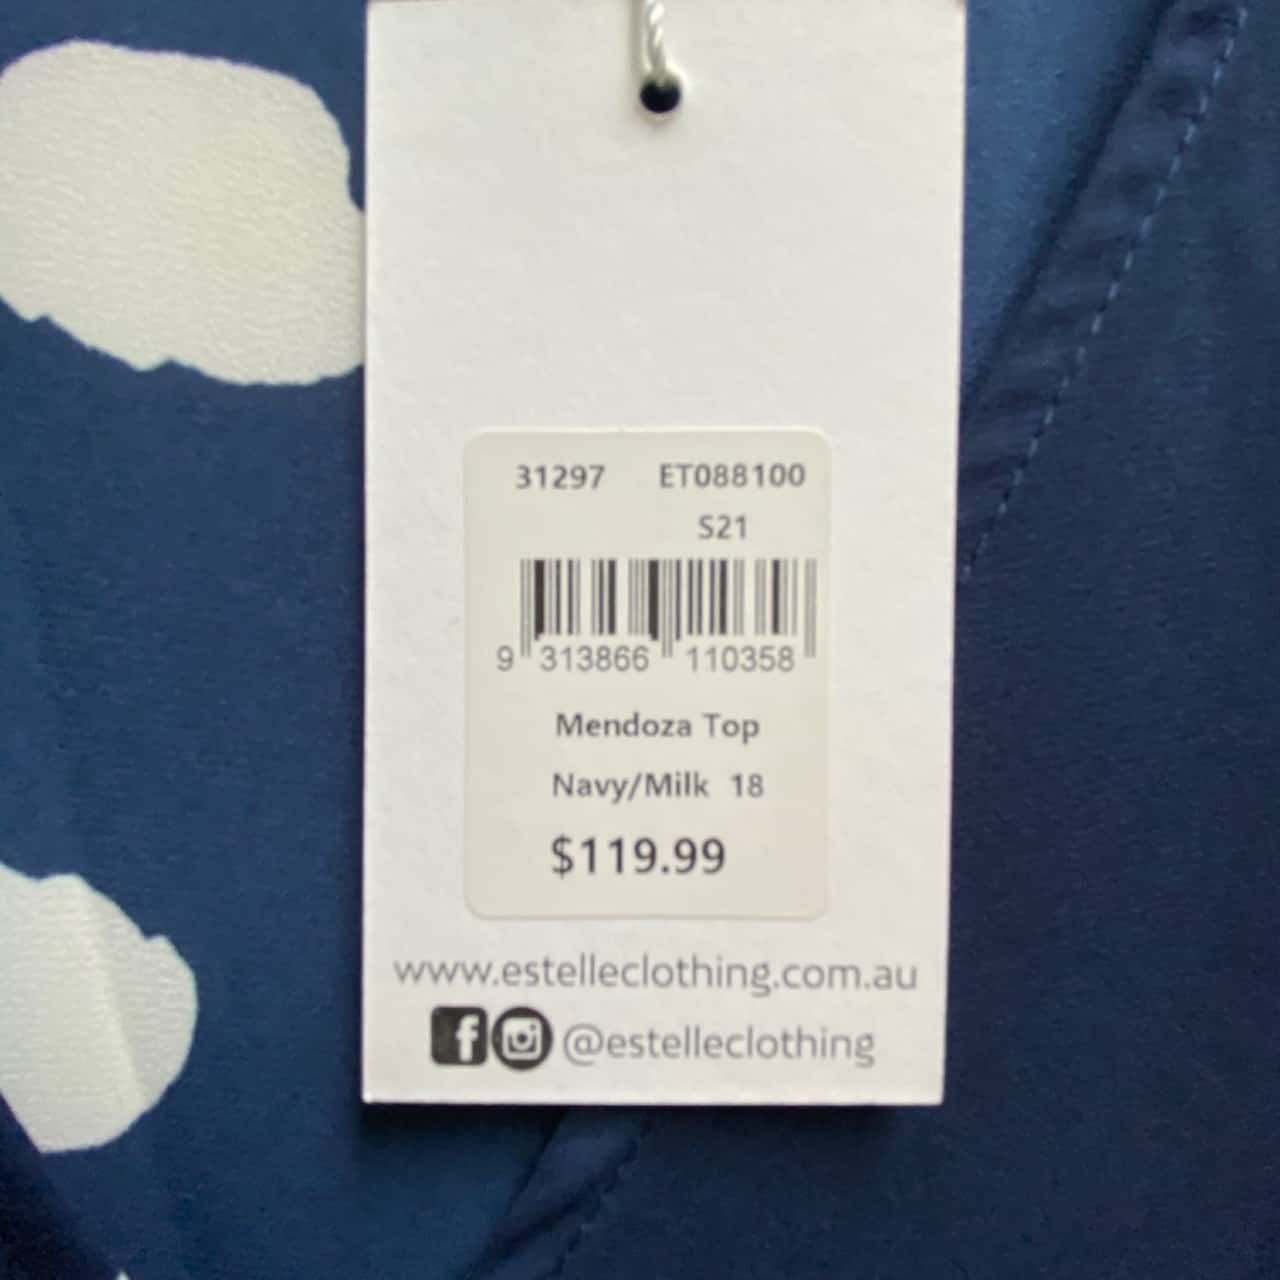 31297 ET088100
S21
9 313866 110358
Mendoza Top
Navy/Milk 18
$119.99
www.estelleclothing.com.au
@estelleclothing